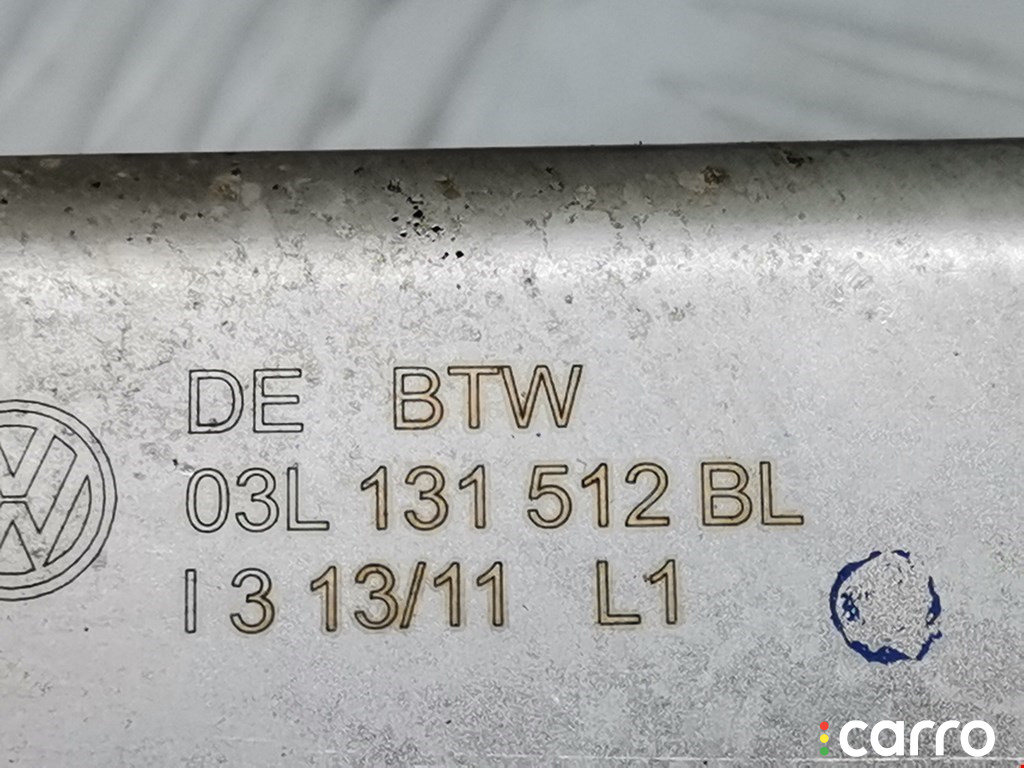 DE BTW
03L 131 512 BL
I 3 13/11 L1
carro